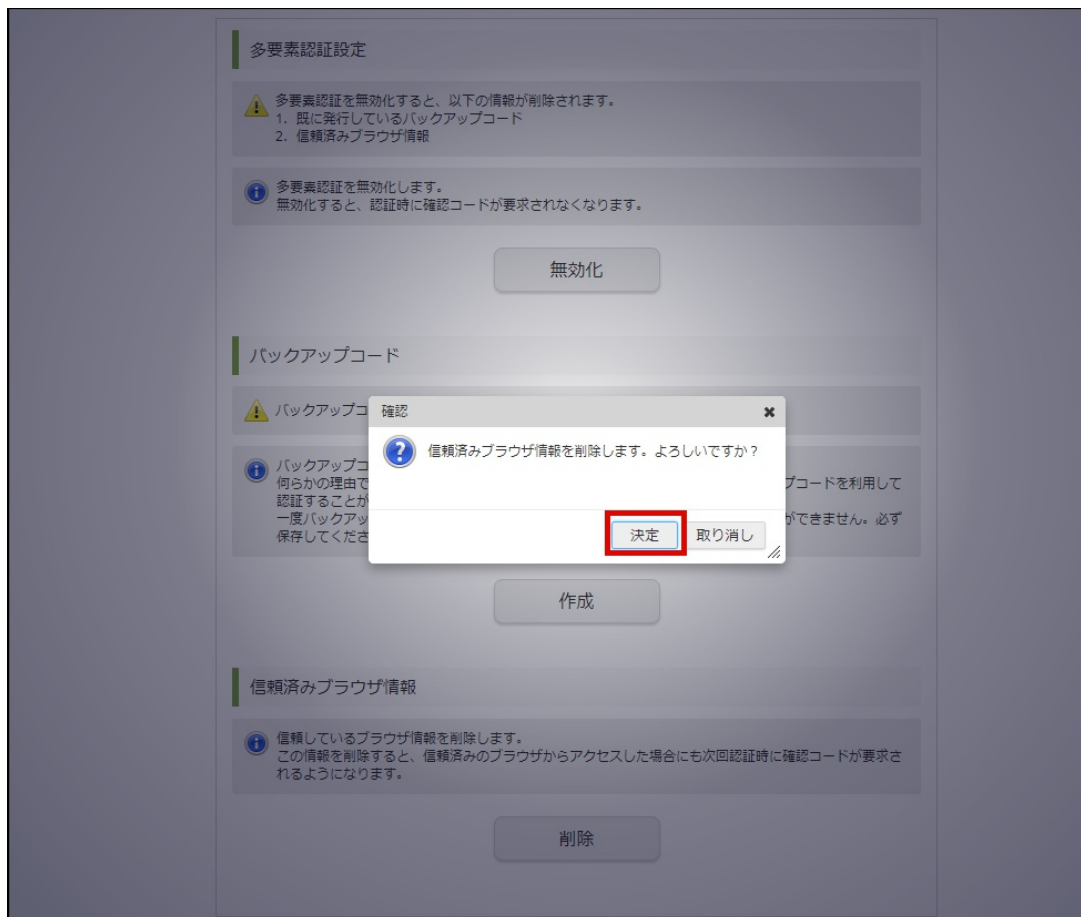 多要素認証設定
多要素認証を無効化すると、以下の情報が削除されます。
1. 既に発行しているバックアップコード
2. 信頼済みブラウザ情報
多要素認証を無効化します。
無効化すると、認証時に確認コードが要求されなくなります。
無効化
バックアップコード
バックアップコ
確認
信頼済みブラウザ情報を削除します。よろしいですか？
バックアップコ
何らかの理由で プコードを利用して
認証することが
一度バックアッ ができません。必ず
保存してくださ
決定 取り消し
作成
信頼済みブラウザ情報
信頼しているブラウザ情報を削除します。
この情報を削除すると、信頼済みのブラウザからアクセスした場合にも次回認証時に確認コードが要求さ
れるようになります。
削除